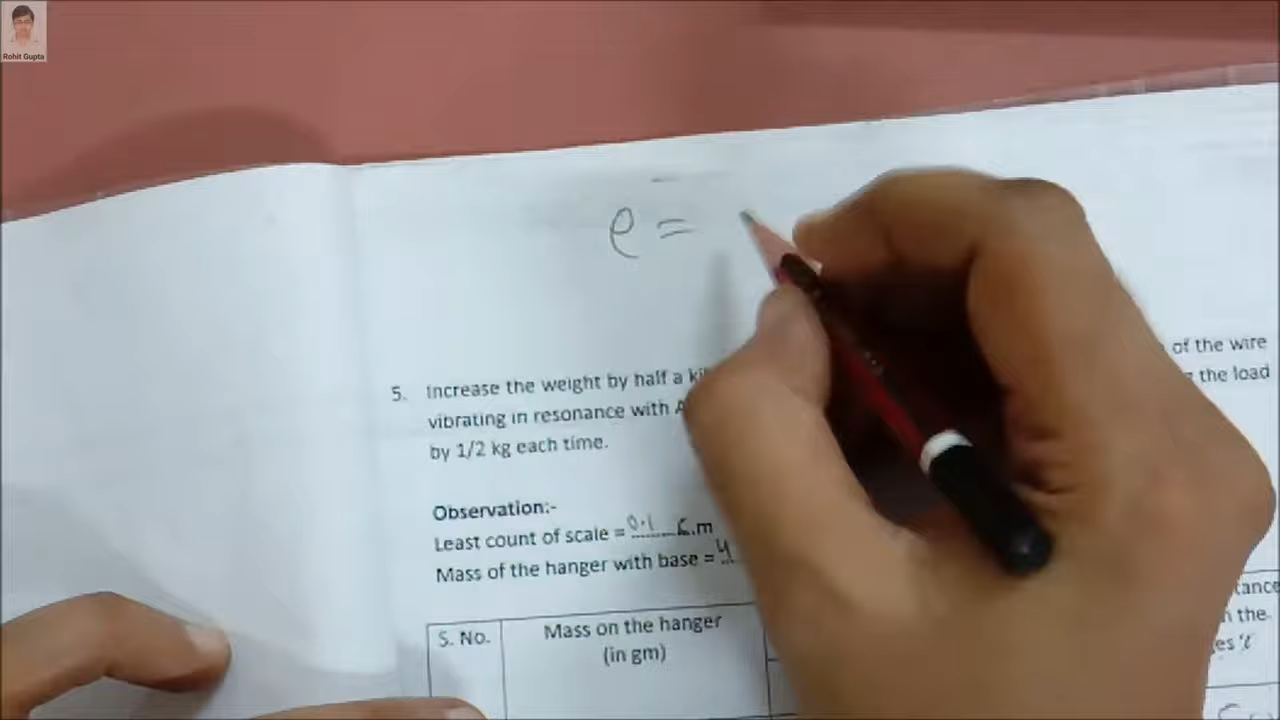 Rohit Gupta
ρ =
5. Increase the weight by half a of the wire
vibrating in resonance with the load
by 1/2 kg each time.
Observation:-
Least count of scale = 0.1 c.m
Mass of the hanger with base =
S. No. Mass on the hanger
(in gm)